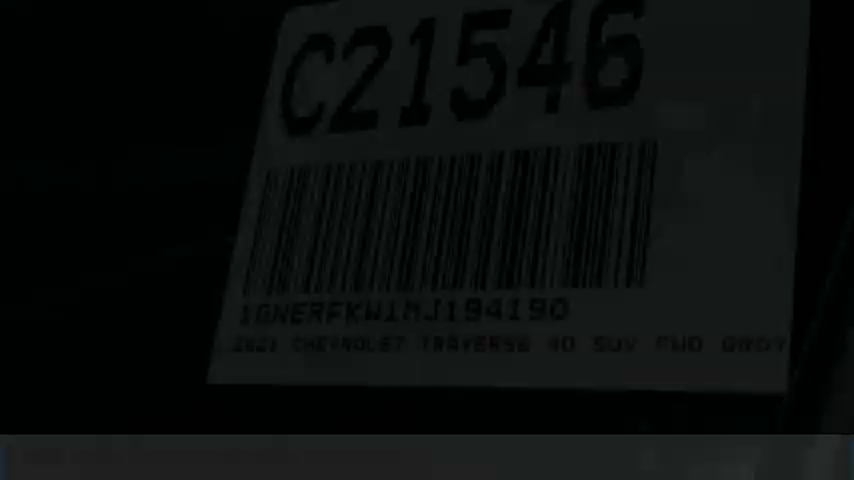 C21546
1GNERFKW1MJ194190
2021 CHEVROLET TRAVERSE 4D SUV FWD GRAY